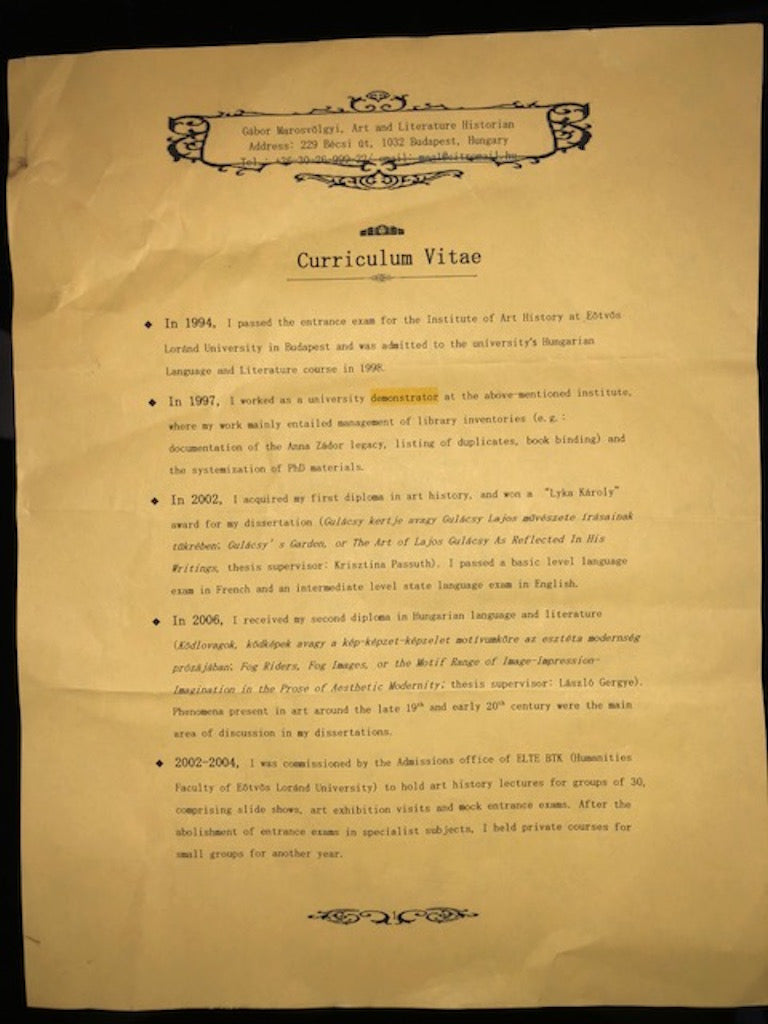 Gábor Marosvölgyi, Art and Literature Historian
Address: 229 Bécsi út, 1032 Budapest, Hungary
Tel.: +36-30-26-999-22/ email:
Curriculum Vitae
❖ In 1994, I passed the entrance exam for the Institute of Art History at Eötvös
Loránd University in Budapest and was admitted to the university's Hungarian
Language and Literature course in 1998.
❖ In 1997, I worked as a university demonstrator at the above-mentioned institute,
where my work mainly entailed management of library inventories (e.g.:
documentation of the Anna Zádor legacy, listing of duplicates, book binding) and
the systemization of PhD materials.
❖ In 2002, I acquired my first diploma in art history, and won a "Lyka Károly"
award for my dissertation (Gulácsy kertje avagy Gulácsy Lajos művészete írásainak
tükrében; Gulácsy's Garden, or The Art of Lajos Gulácsy As Reflected In His
Writings, thesis supervisor: Krisztina Passuth). I passed a basic level language
exam in French and an intermediate level state language exam in English.
❖ In 2006, I received my second diploma in Hungarian language and literature
(Ködlovagok, ködképek avagy a kép-képzet-képzelet motívumköre az esztéta modernség
prózájában; Fog Riders, Fog Images, or the Motif Range of Image-Impression-
Imagination in the Prose of Aesthetic Modernity; thesis supervisor: László Gergye).
Phenomena present in art around the late 19th and early 20th century were the main
area of discussion in my dissertations.
❖ 2002-2004, I was commissioned by the Admissions office of ELTE BTK (Humanities
Faculty of Eötvös Loránd University) to hold art history lectures for groups of 30,
comprising slide shows, art exhibition visits and mock entrance exams. After the
abolishment of entrance exams in specialist subjects, I held private courses for
small groups for another year.
1